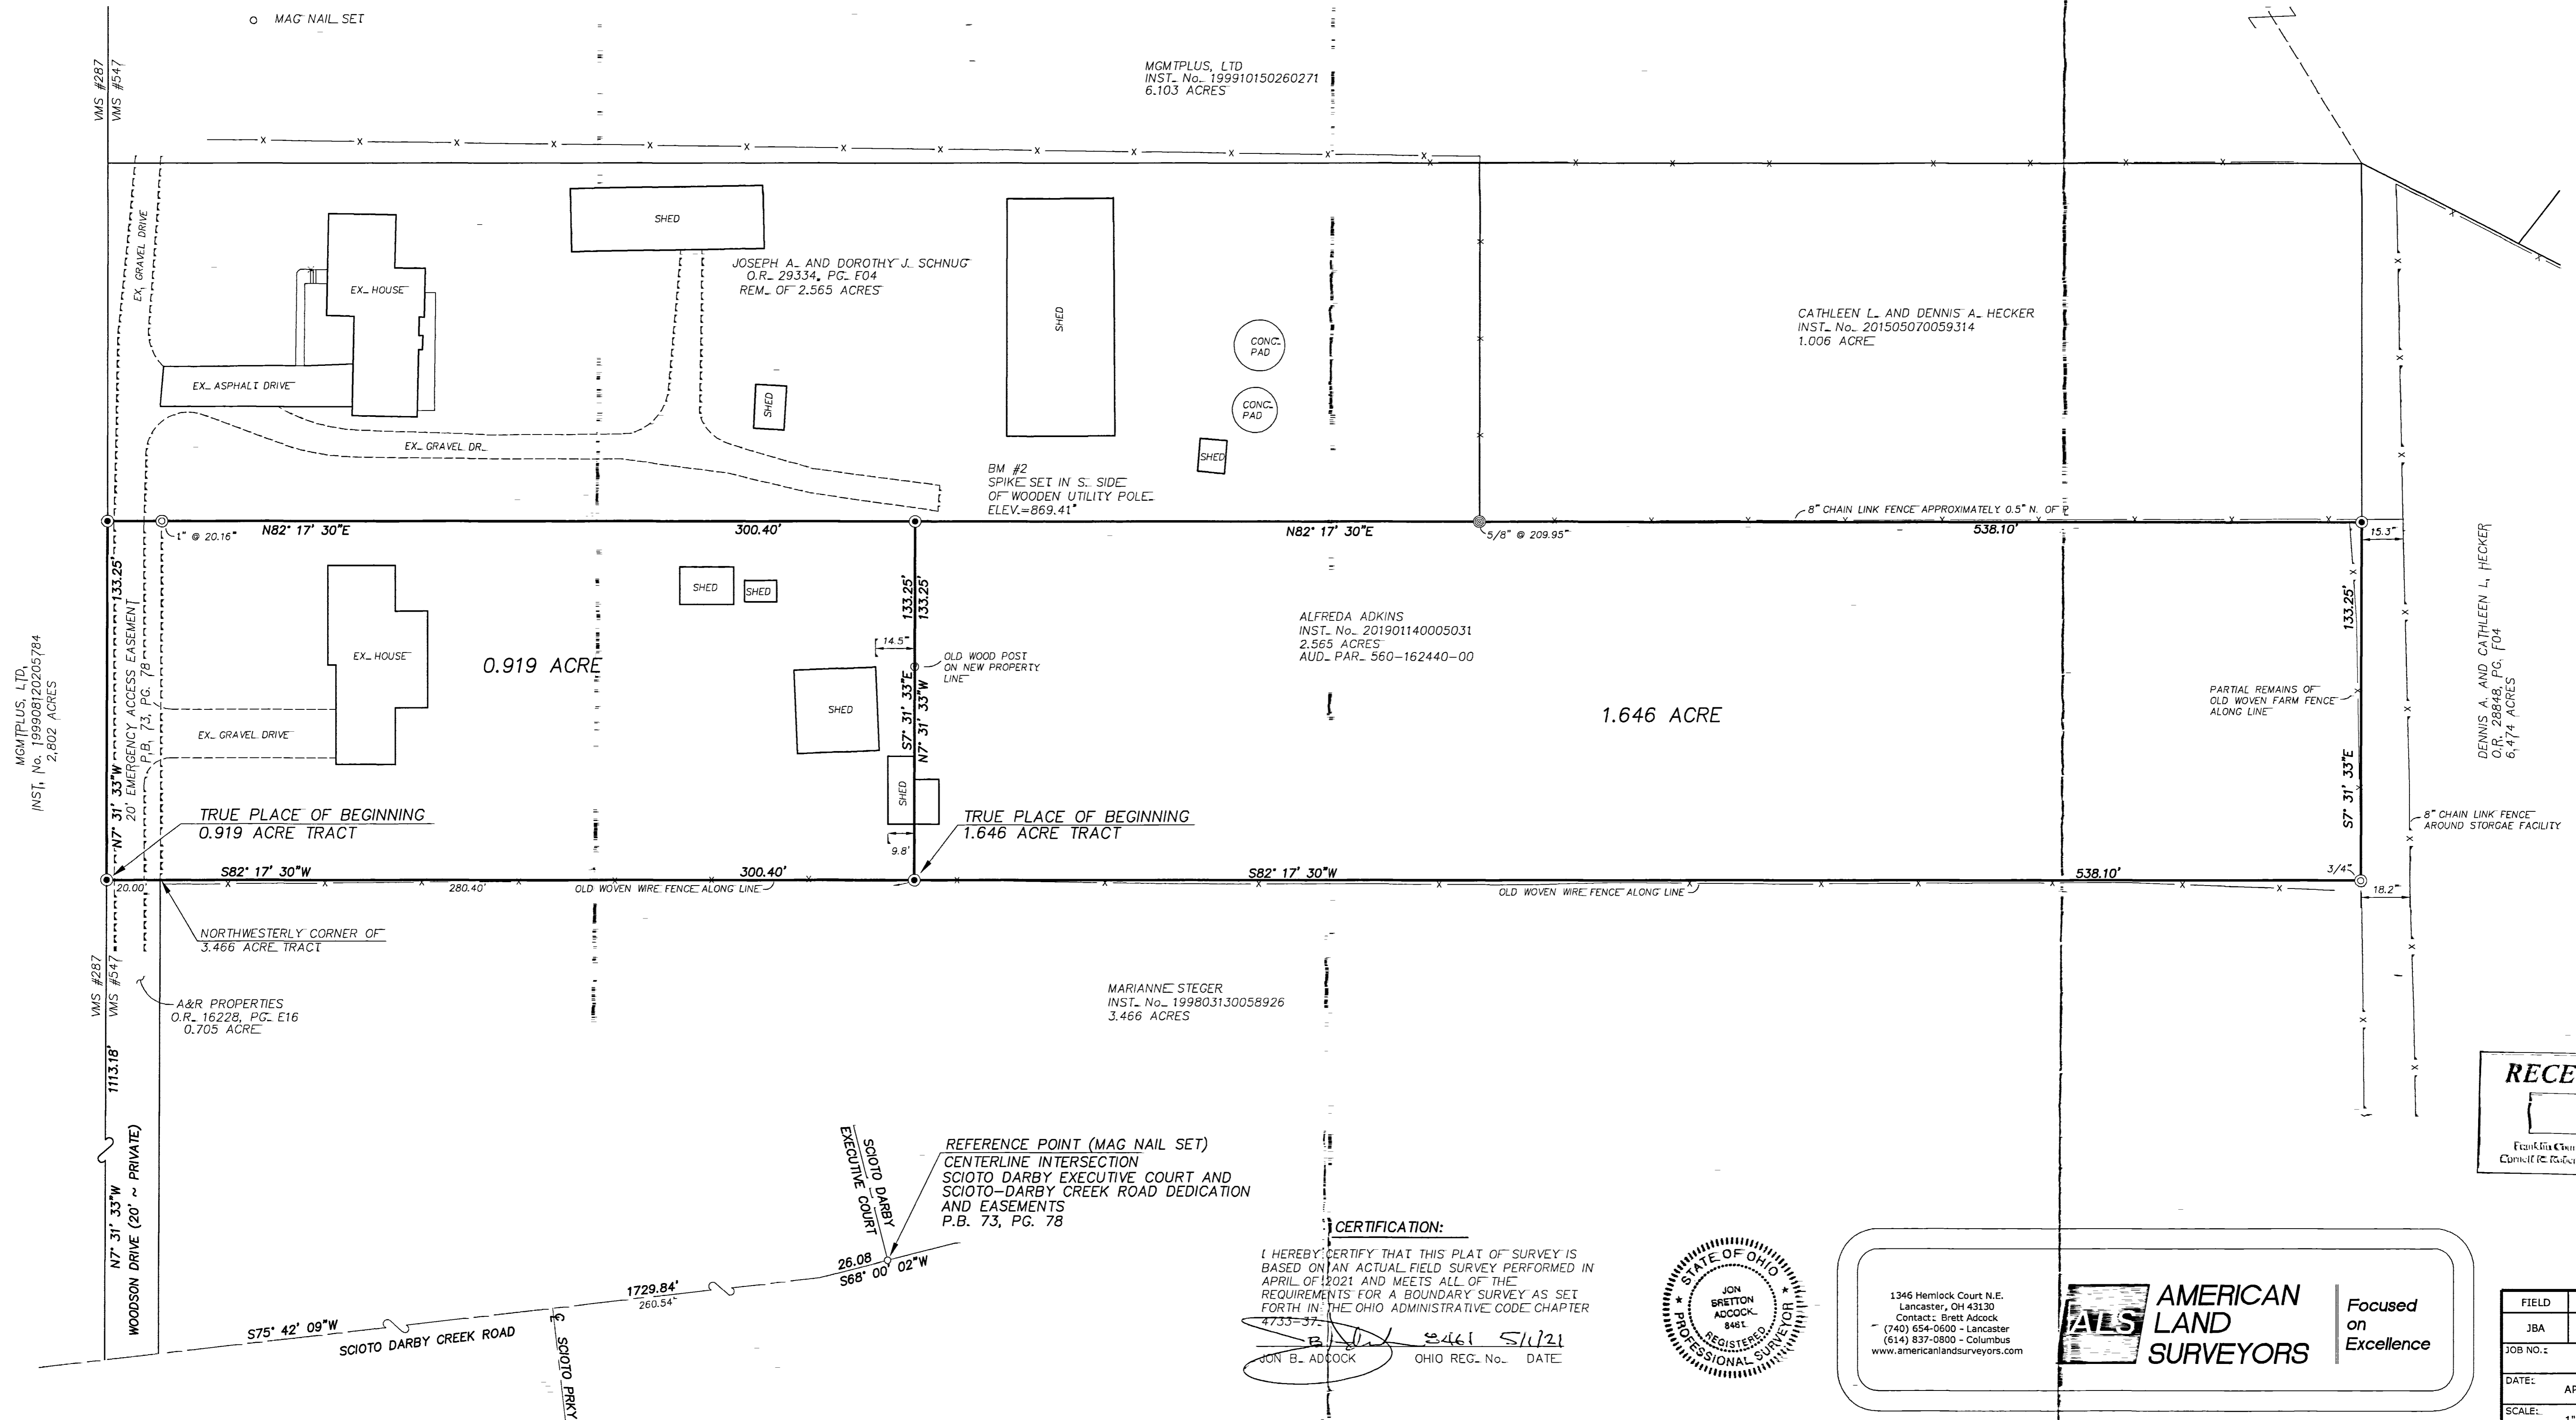 MAG NAIL SET
VMS #287
VMS #547
MGMTPLUS, LTD
INST. No. 199910150260271
6.103 ACRES
EX. GRAVEL DRIVE
EX. HOUSE
EX. ASPHALT DRIVE
SHED
JOSEPH A. AND DOROTHY J. SCHNUG
O.R. 29334, PG. E04
REM. OF 2.565 ACRES
SHED
SHED
CONC.
PAD
CONC.
PAD
SHED
EX. GRAVEL DR.
CATHLEEN L. AND DENNIS A. HECKER
INST. No. 201505070059314
1.006 ACRE
BM #2
SPIKE SET IN S. SIDE
OF WOODEN UTILITY POLE
ELEV.=869.41'
1" @ 20.16'
N82° 17' 30"E
300.40'
N82° 17' 30"E
5/8" @ 209.95'
8' CHAIN LINK FENCE APPROXIMATELY 0.5' N. OF
538.10'
15.3'
MGMTPLUS, LTD,
INST, No. 199908120205784
2,802 ACRES
N7° 31' 33"W
133.25'
20' EMERGENCY ACCESS EASEMENT
P.B. 73, PG. 78
EX. HOUSE
EX. GRAVEL DRIVE
0.919 ACRE
SHED
SHED
SHED
SHED
14.5'
9.8'
S7° 31' 33"E
133.25'
N7° 31' 33"W
133.25'
OLD WOOD POST
ON NEW PROPERTY
LINE
ALFREDA ADKINS
INST. No. 201901140005031
2.565 ACRES
AUD. PAR. 560-162440-00
1.646 ACRE
PARTIAL REMAINS OF
OLD WOVEN FARM FENCE
ALONG LINE
S7° 31' 33"E
133.25'
DENNIS A. AND CATHLEEN L, HECKER
O.R. 28848, PG, F04
6,474 ACRES
8' CHAIN LINK FENCE
AROUND STORGAE FACILITY
TRUE PLACE OF BEGINNING
0.919 ACRE TRACT
TRUE PLACE OF BEGINNING
1.646 ACRE TRACT
20.00'
S82° 17' 30"W
280.40'
OLD WOVEN WIRE FENCE ALONG LINE
300.40'
S82° 17' 30"W
OLD WOVEN WIRE FENCE ALONG LINE
538.10'
3/4"
18.2'
NORTHWESTERLY CORNER OF
3.466 ACRE TRACT
VMS #287
VMS #547
A&R PROPERTIES
O.R. 16228, PG. E16
0.705 ACRE
MARIANNE STEGER
INST. No. 199803130058926
3.466 ACRES
N7° 31' 33"W
1113.18'
WOODSON DRIVE (20' ~ PRIVATE)
SCIOTO DARBY
EXECUTIVE COURT
REFERENCE POINT (MAG NAIL SET)
CENTERLINE INTERSECTION
SCIOTO DARBY EXECUTIVE COURT AND
SCIOTO-DARBY CREEK ROAD DEDICATION
AND EASEMENTS
P.B. 73, PG. 78
26.08
S68° 00' 02"W
1729.84'
260.54'
S75° 42' 09"W
SCIOTO DARBY CREEK ROAD
SCIOTO PRKY
CERTIFICATION:
I HEREBY CERTIFY THAT THIS PLAT OF SURVEY IS
BASED ON AN ACTUAL FIELD SURVEY PERFORMED IN
APRIL OF 2021 AND MEETS ALL OF THE
REQUIREMENTS FOR A BOUNDARY SURVEY AS SET
FORTH IN THE OHIO ADMINISTRATIVE CODE CHAPTER
4733-37.
8461 5/1/21
JON B. ADCOCK OHIO REG. No. DATE
STATE OF OHIO
JON
BRETTON
ADCOCK
8461
REGISTERED
PROFESSIONAL SURVEYOR
1346 Hemlock Court N.E.
Lancaster, OH 43130
Contact: Brett Adcock
(740) 654-0600 - Lancaster
(614) 837-0800 - Columbus
www.americanlandsurveyors.com
ALS
AMERICAN
LAND
SURVEYORS
Focused
on
Excellence
RECE
FIELD
JBA
JOB NO.:
DATE:
AP
SCALE:
1"